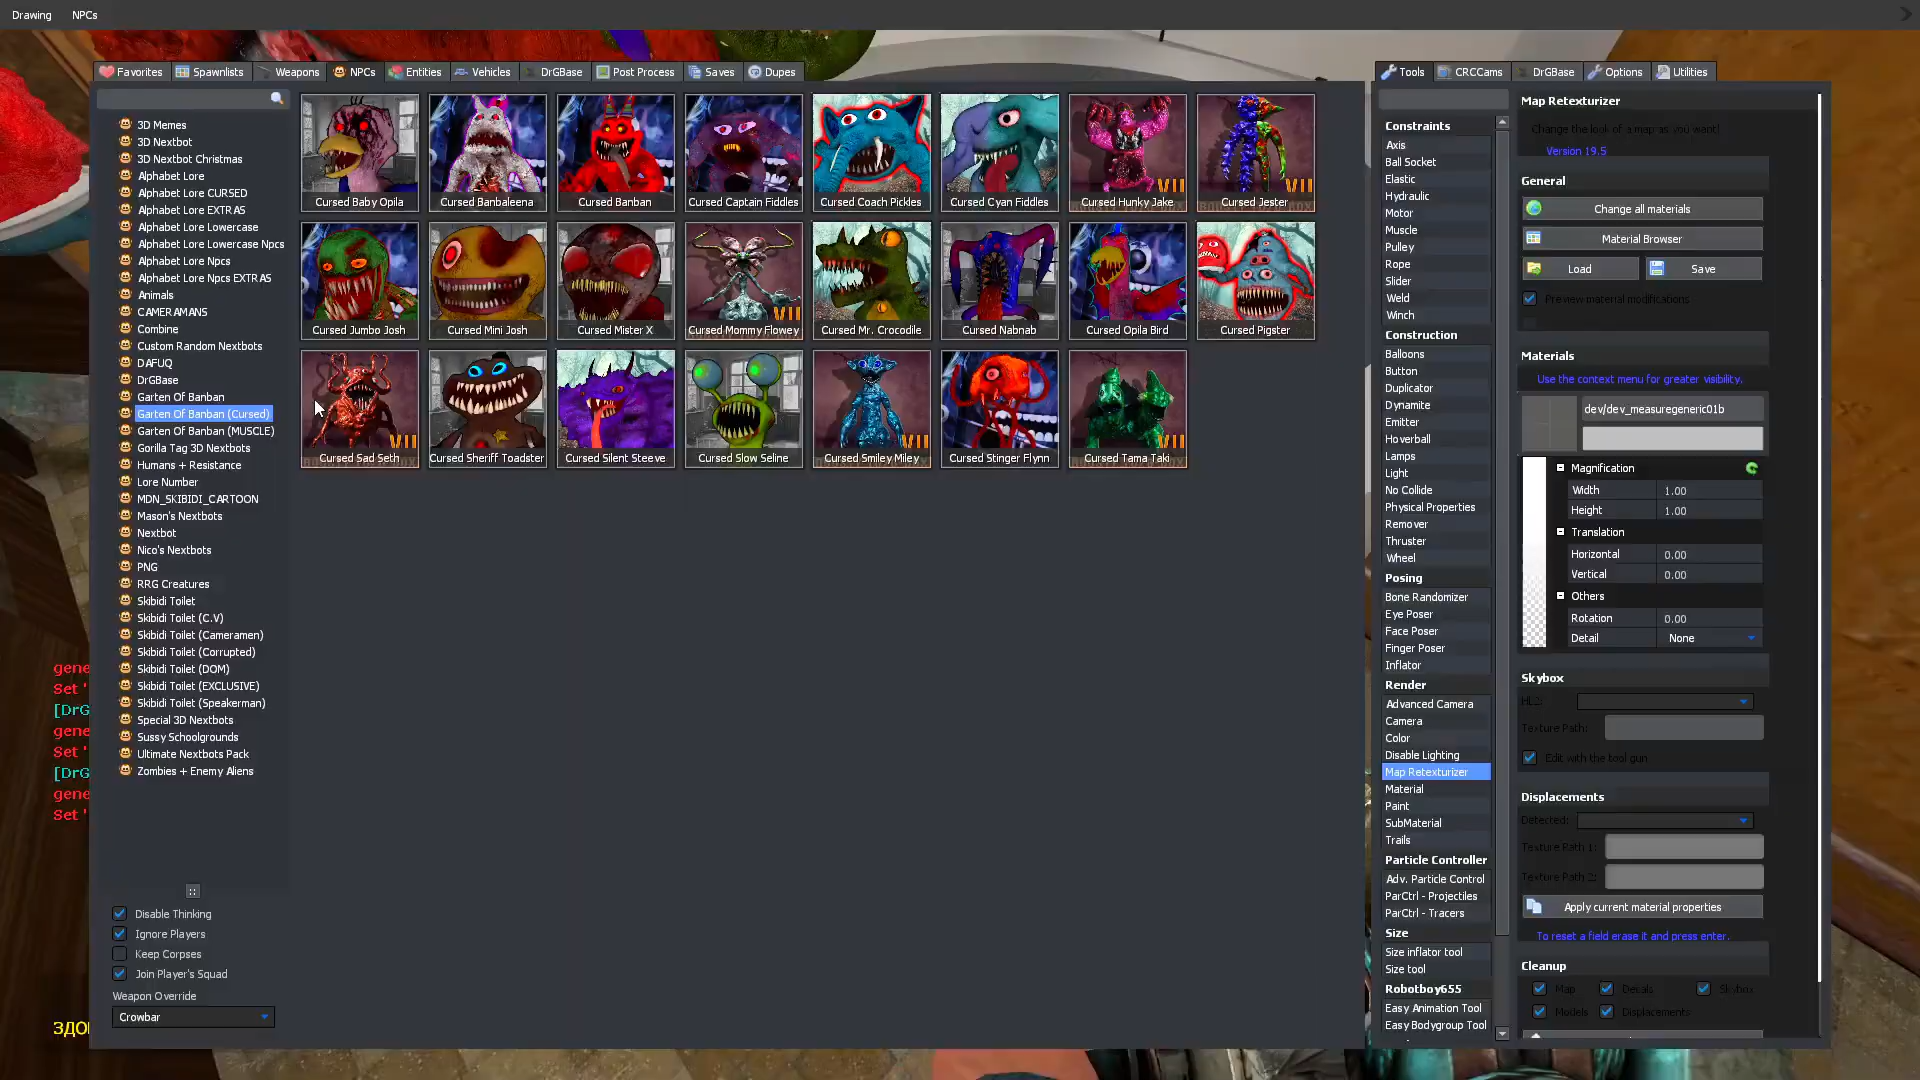 Drawing NPCs
Favorites Spawnlists Weapons NPCs Entities Vehicles DrGBase Post Process Saves Dupes
3D Memes
3D Nextbot
3D Nextbot Christmas
Alphabet Lore
Alphabet Lore CURSED
Alphabet Lore EXTRAS
Alphabet Lore Lowercase
Alphabet Lore Lowercase Npcs
Alphabet Lore Npcs
Alphabet Lore Npcs EXTRAS
Animals
CAMERAMANS
Combine
Custom Random Nextbots
DAFUQ
DrGBase
Garten Of Banban
Garten Of Banban (Cursed)
Garten Of Banban (MUSCLE)
Gorilla Tag 3D Nextbots
Humans + Resistance
Lore Number
MDN_SKIBIDI_CARTOON
Mason's Nextbots
Nextbot
Nico's Nextbots
PNG
RRG Creatures
Skibidi Toilet
Skibidi Toilet (C.V)
Skibidi Toilet (Cameramen)
Skibidi Toilet (Corrupted)
Skibidi Toilet (DOM)
Skibidi Toilet (EXCLUSIVE)
Skibidi Toilet (Speakerman)
Special 3D Nextbots
Sussy Schoolgrounds
Ultimate Nextbots Pack
Zombies + Enemy Aliens
Disable Thinking
Ignore Players
Keep Corpses
Join Player's Squad
Weapon Override
Crowbar
gene
Set '
[DrG
gene
Set '
[DrG
gene
Set '
VII VII
Cursed Baby Opila Cursed Banbaleena Cursed Banban Cursed Captain Fiddles Cursed Coach Pickles Cursed Cyan Fiddles Cursed Hunky Jake Cursed Jester
VII
Cursed Jumbo Josh Cursed Mini Josh Cursed Mister X Cursed Mommy Flowey Cursed Mr. Crocodile Cursed Nabnab Cursed Opila Bird Cursed Pigster
VII VII VII
Cursed Sad Seth Cursed Sheriff Toadster Cursed Silent Steeve Cursed Slow Seline Cursed Smiley Miley Cursed Stinger Flynn Cursed Tama Taki
Tools CRCCams DrGBase Options Utilities
Constraints
Axis
Ball Socket
Elastic
Hydraulic
Motor
Muscle
Pulley
Rope
Slider
Weld
Winch
Construction
Balloons
Button
Duplicator
Dynamite
Emitter
Hoverball
Lamps
Light
No Collide
Physical Properties
Remover
Thruster
Wheel
Posing
Bone Randomizer
Eye Poser
Face Poser
Finger Poser
Inflator
Render
Advanced Camera
Camera
Color
Disable Lighting
Map Retexturizer
Material
Paint
SubMaterial
Trails
Particle Controller
Adv. Particle Control
ParCtrl - Projectiles
ParCtrl - Tracers
Size
Size inflator tool
Size tool
Robotboy655
Easy Animation Tool
Easy Bodygroup Tool
Map Retexturizer
Change the look of a map as you want!
Version 19.5
General
Change all materials
Material Browser
Load Save
Preview material modifications
Materials
Use the context menu for greater visibility.
dev/dev_measuregeneric01b
Magnification
Width 1.00
Height 1.00
Translation
Horizontal 0.00
Vertical 0.00
Others
Rotation 0.00
Detail None
Skybox
HL2:
Texture Path:
Edit with the tool gun
Displacements
Detected:
Texture Path 1:
Texture Path 2:
Apply current material properties
To reset a field erase it and press enter.
Cleanup
Map Decals Skybox
Models Displacements